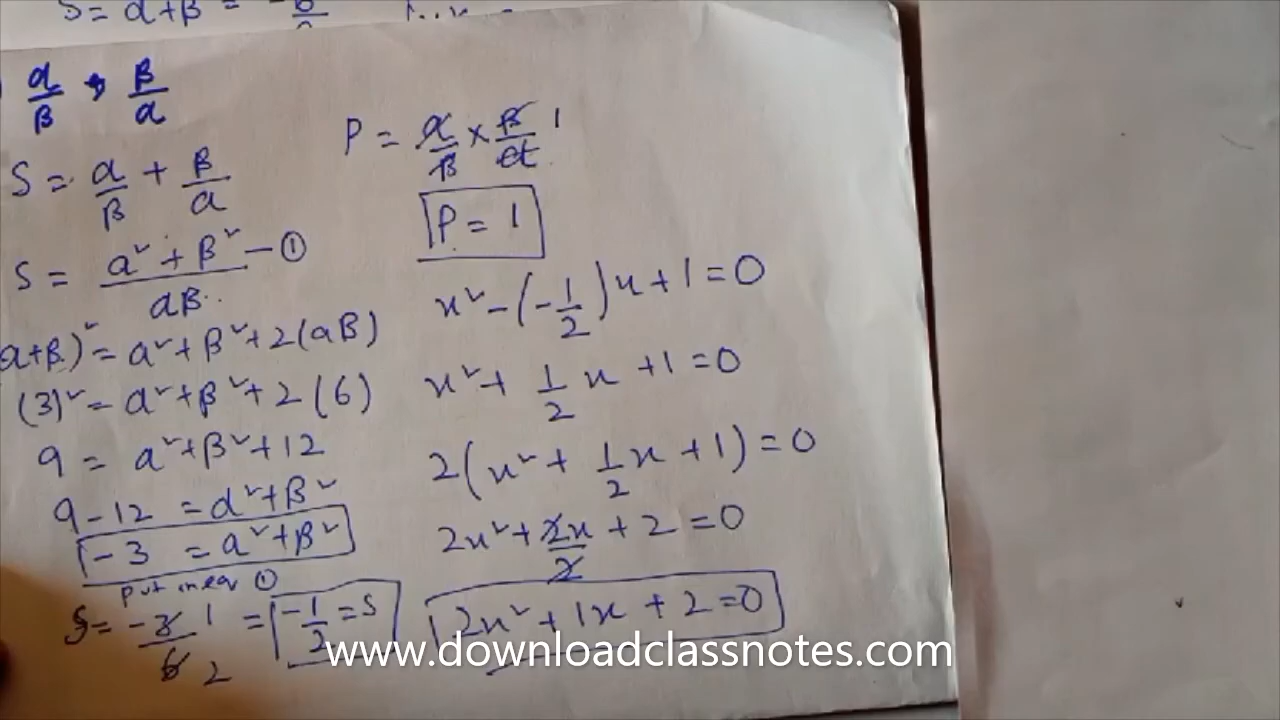 S = α+β =
α/β , β/α
S = α/β + β/α
S = α²+β²/αβ - ①
(α+β)² = α²+β²+2(αβ)
(3)² = α²+β²+2(6)
9 = α²+β²+12
9-12 = α²+β²
-3 = α²+β²
put in eq ①
S = -3/6 1/2 = -1/2 = S
P = α/β × β/α 1
P = 1
x² - (-1/2)x + 1 = 0
x² + 1/2 x + 1 = 0
2(x² + 1/2 x + 1) = 0
2x² + 2x/2 + 2 = 0
2x² + 1x + 2 = 0
www.downloadclassnotes.com